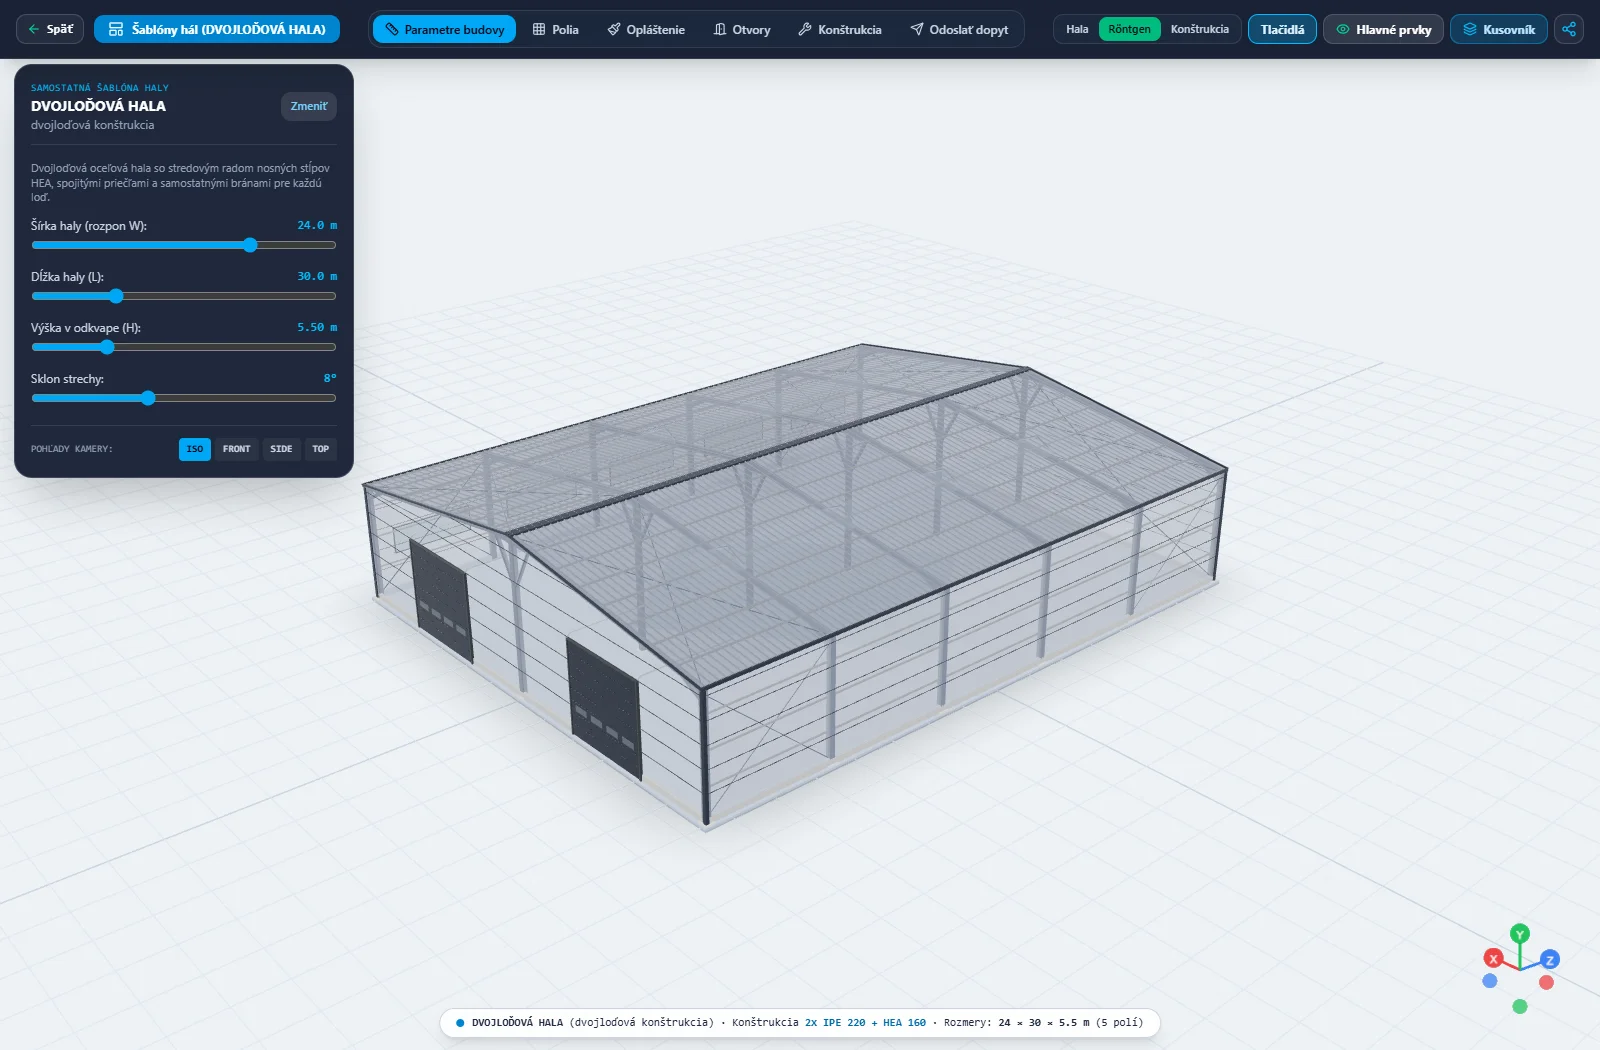 Späť
Šablóny hál (DVOJLOĎOVÁ HALA)
Parametre budovy
Polia
Opláštenie
Otvory
Konštrukcia
Odoslať dopyt
Hala
Röntgen
Konštrukcia
Tlačidlá
Hlavné prvky
Kusovník
SAMOSTATNÁ ŠABLÓNA HALY
DVOJLOĎOVÁ HALA
Zmeniť
dvojloďová konštrukcia
Dvojloďová oceľová hala so stredovým radom nosných stĺpov
HEA, spojitými priečľami a samostatnými bránami pre každú
loď.
Šírka haly (rozpon W): 24.0 m
Dĺžka haly (L): 30.0 m
Výška v odkvape (H): 5.50 m
Sklon strechy: 8°
POHĽADY KAMERY: ISO FRONT SIDE TOP
Y
X
Z
DVOJLOĎOVÁ HALA (dvojloďová konštrukcia) · Konštrukcia 2X IPE 220 + HEA 160 · Rozmery: 24 × 30 × 5.5 m (5 polí)